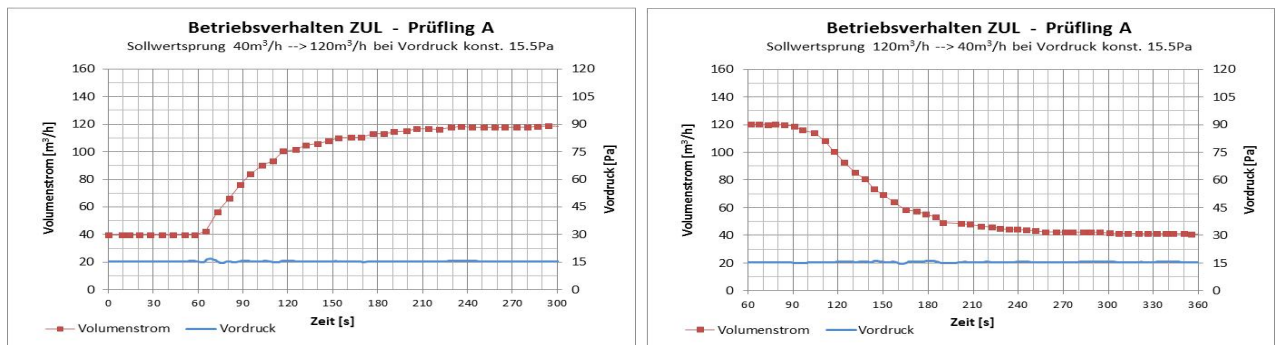 Betriebsverhalten ZUL - Prüfling A
Sollwertsprung 40m³/h --> 120m³/h bei Vordruck konst. 15.5Pa
Volumenstrom [m³/h]
160
140
120
100
80
60
40
20
0
120
105
90
75
60
45
30
15
0
Vordruck [Pa]
0 30 60 90 120 150 180 210 240 270 300
Zeit [s]
Volumenstrom Vordruck
Betriebsverhalten ZUL - Prüfling A
Sollwertsprung 120m³/h --> 40m³/h bei Vordruck konst. 15.5Pa
Volumenstrom [m³/h]
160
140
120
100
80
60
40
20
0
120
105
90
75
60
45
30
15
0
Vordruck [Pa]
60 90 120 150 180 210 240 270 300 330 360
Zeit [s]
Volumenstrom Vordruck